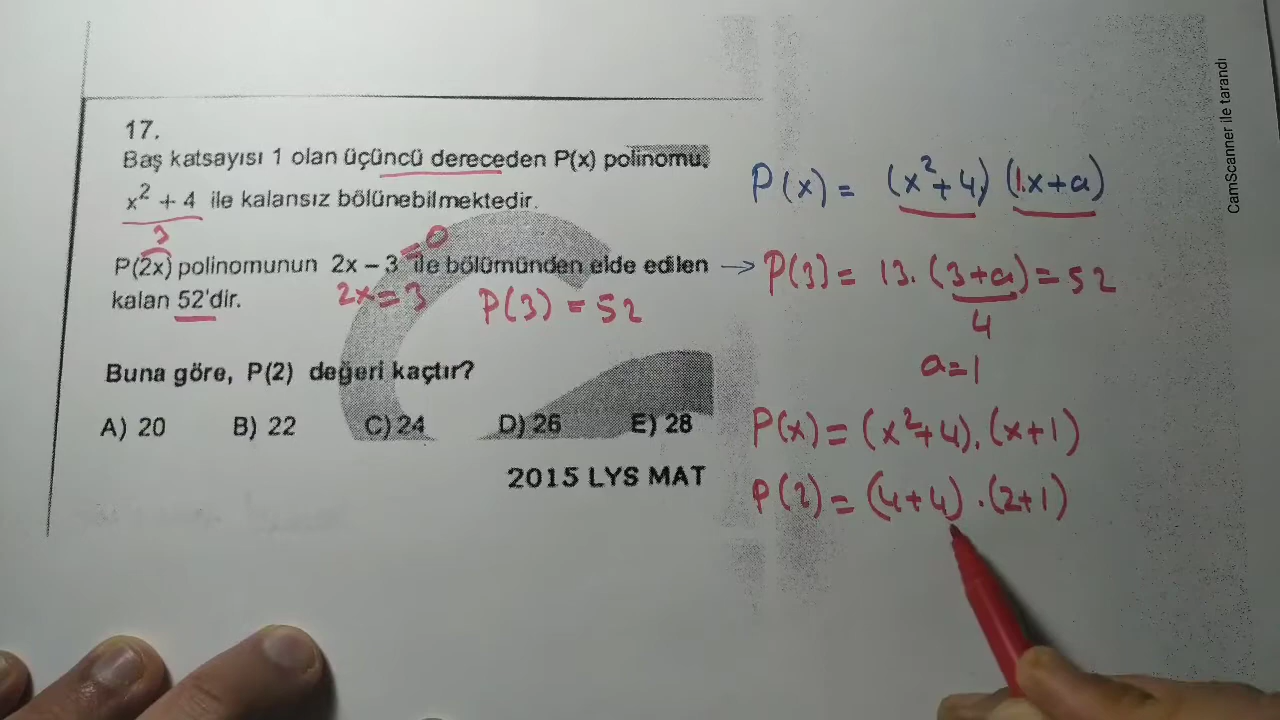 17.
Baş katsayısı 1 olan üçüncü dereceden P(x) polinomu,
x² + 4 ile kalansız bölünebilmektedir.
3
= 0
P(2x) polinomunun 2x – 3 ile bölümünden elde edilen
kalan 52'dir.
2x = 3
P(3) = 52
Buna göre, P(2) değeri kaçtır?
A) 20 B) 22 C) 24 D) 26 E) 28
2015 LYS MAT
P(x) = (x²+4) (1.x+a)
→ P(3) = 13. (3+a) = 52
4
a=1
P(x) = (x²+4).(x+1)
P(2) = (4+4) .(2+1)
CamScanner ile tarandı